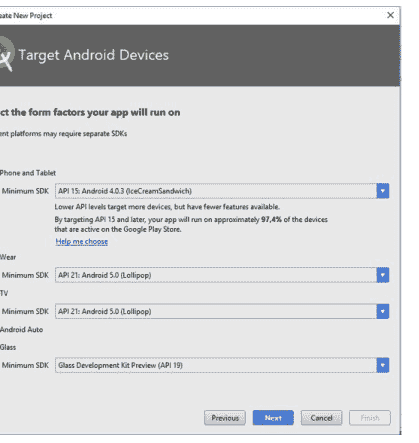 eate New Project
Target Android Devices
ct the form factors your app will run on
ent platforms may require separate SDKs
Phone and Tablet
Minimum SDK API 15: Android 4.0.3 (IceCreamSandwich)
Lower API levels target more devices, but have fewer features available.
By targeting API 15 and later, your app will run on approximately 97,4% of the devices
that are active on the Google Play Store.
Help me choose
Wear
Minimum SDK API 21: Android 5.0 (Lollipop)
TV
Minimum SDK API 21: Android 5.0 (Lollipop)
Android Auto
Glass
Minimum SDK Glass Development Kit Preview (API 19)
Previous Next Cancel Finish